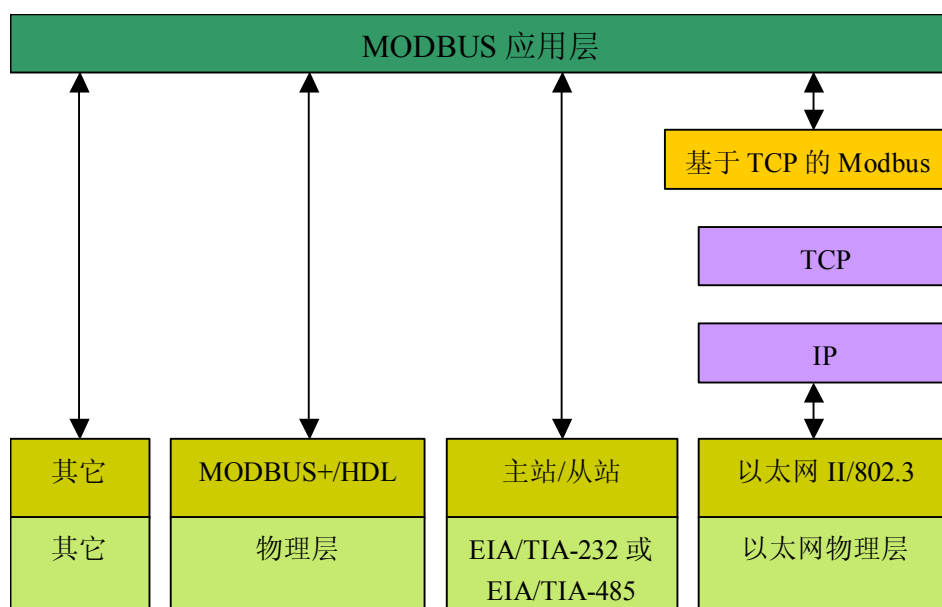 MODBUS 应用层
基于 TCP 的 Modbus
TCP
IP
其它
MODBUS+/HDL
主站/从站
以太网 II/802.3
其它
物理层
EIA/TIA-232 或
EIA/TIA-485
以太网物理层